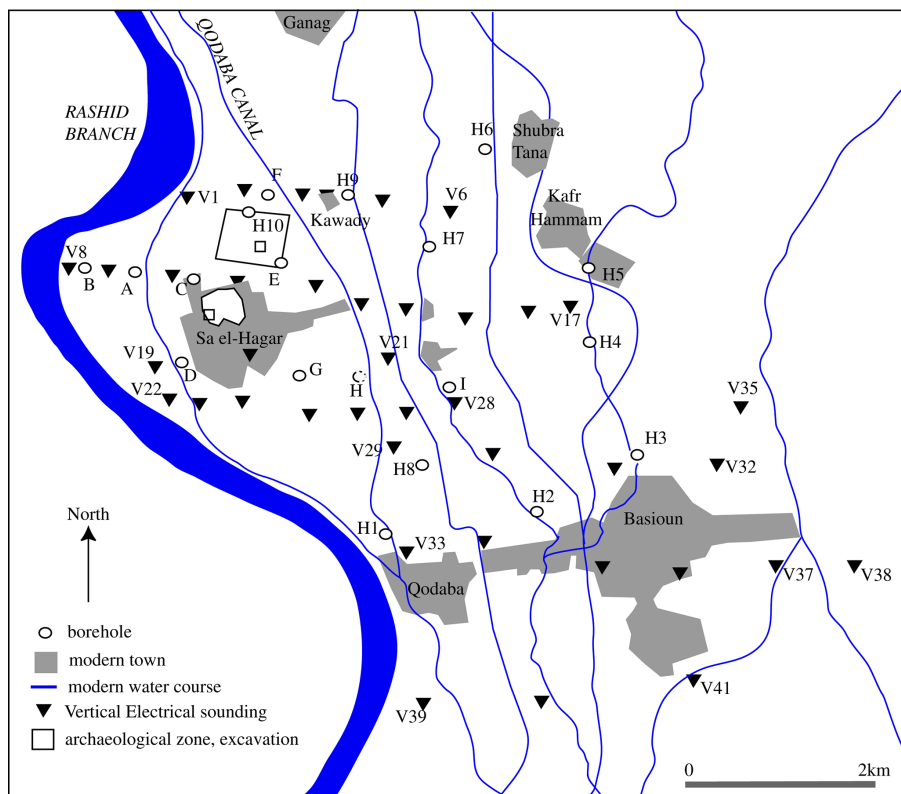 Ganag
QODABA CANAL
RASHID
BRANCH
H6
Shubra
Tana
F
H9
V1
V6
Kafr
Hammam
Kawady
H10
H7
V8
B
A
C
E
H5
V17
Sa el-Hagar
H4
V21
V19
D
G
H
I
V22
V28
V35
V29
H8
H3
V32
H2
H1
Basioun
V33
North
Qodaba
V37
V38
borehole
modern town
modern water course
Vertical Electrical sounding
archaeological zone, excavation
V39
V41
0
2km